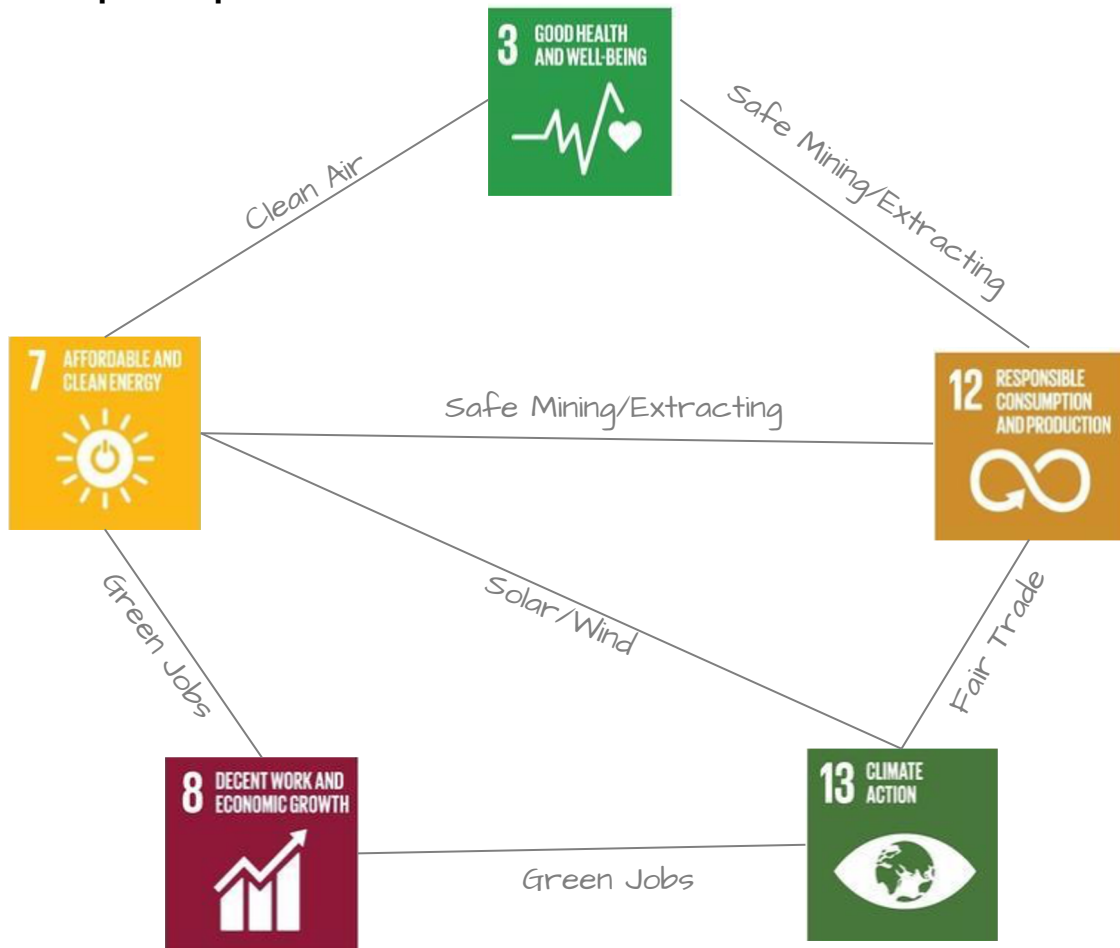 3 GOOD HEALTH
AND WELL-BEING
Clean Air
Safe Mining/Extracting
7 AFFORDABLE AND
CLEAN ENERGY
Safe Mining/Extracting
12 RESPONSIBLE
CONSUMPTION
AND PRODUCTION
Green Jobs
Solar/Wind
Fair Trade
8 DECENT WORK AND
ECONOMIC GROWTH
13 CLIMATE
ACTION
Green Jobs